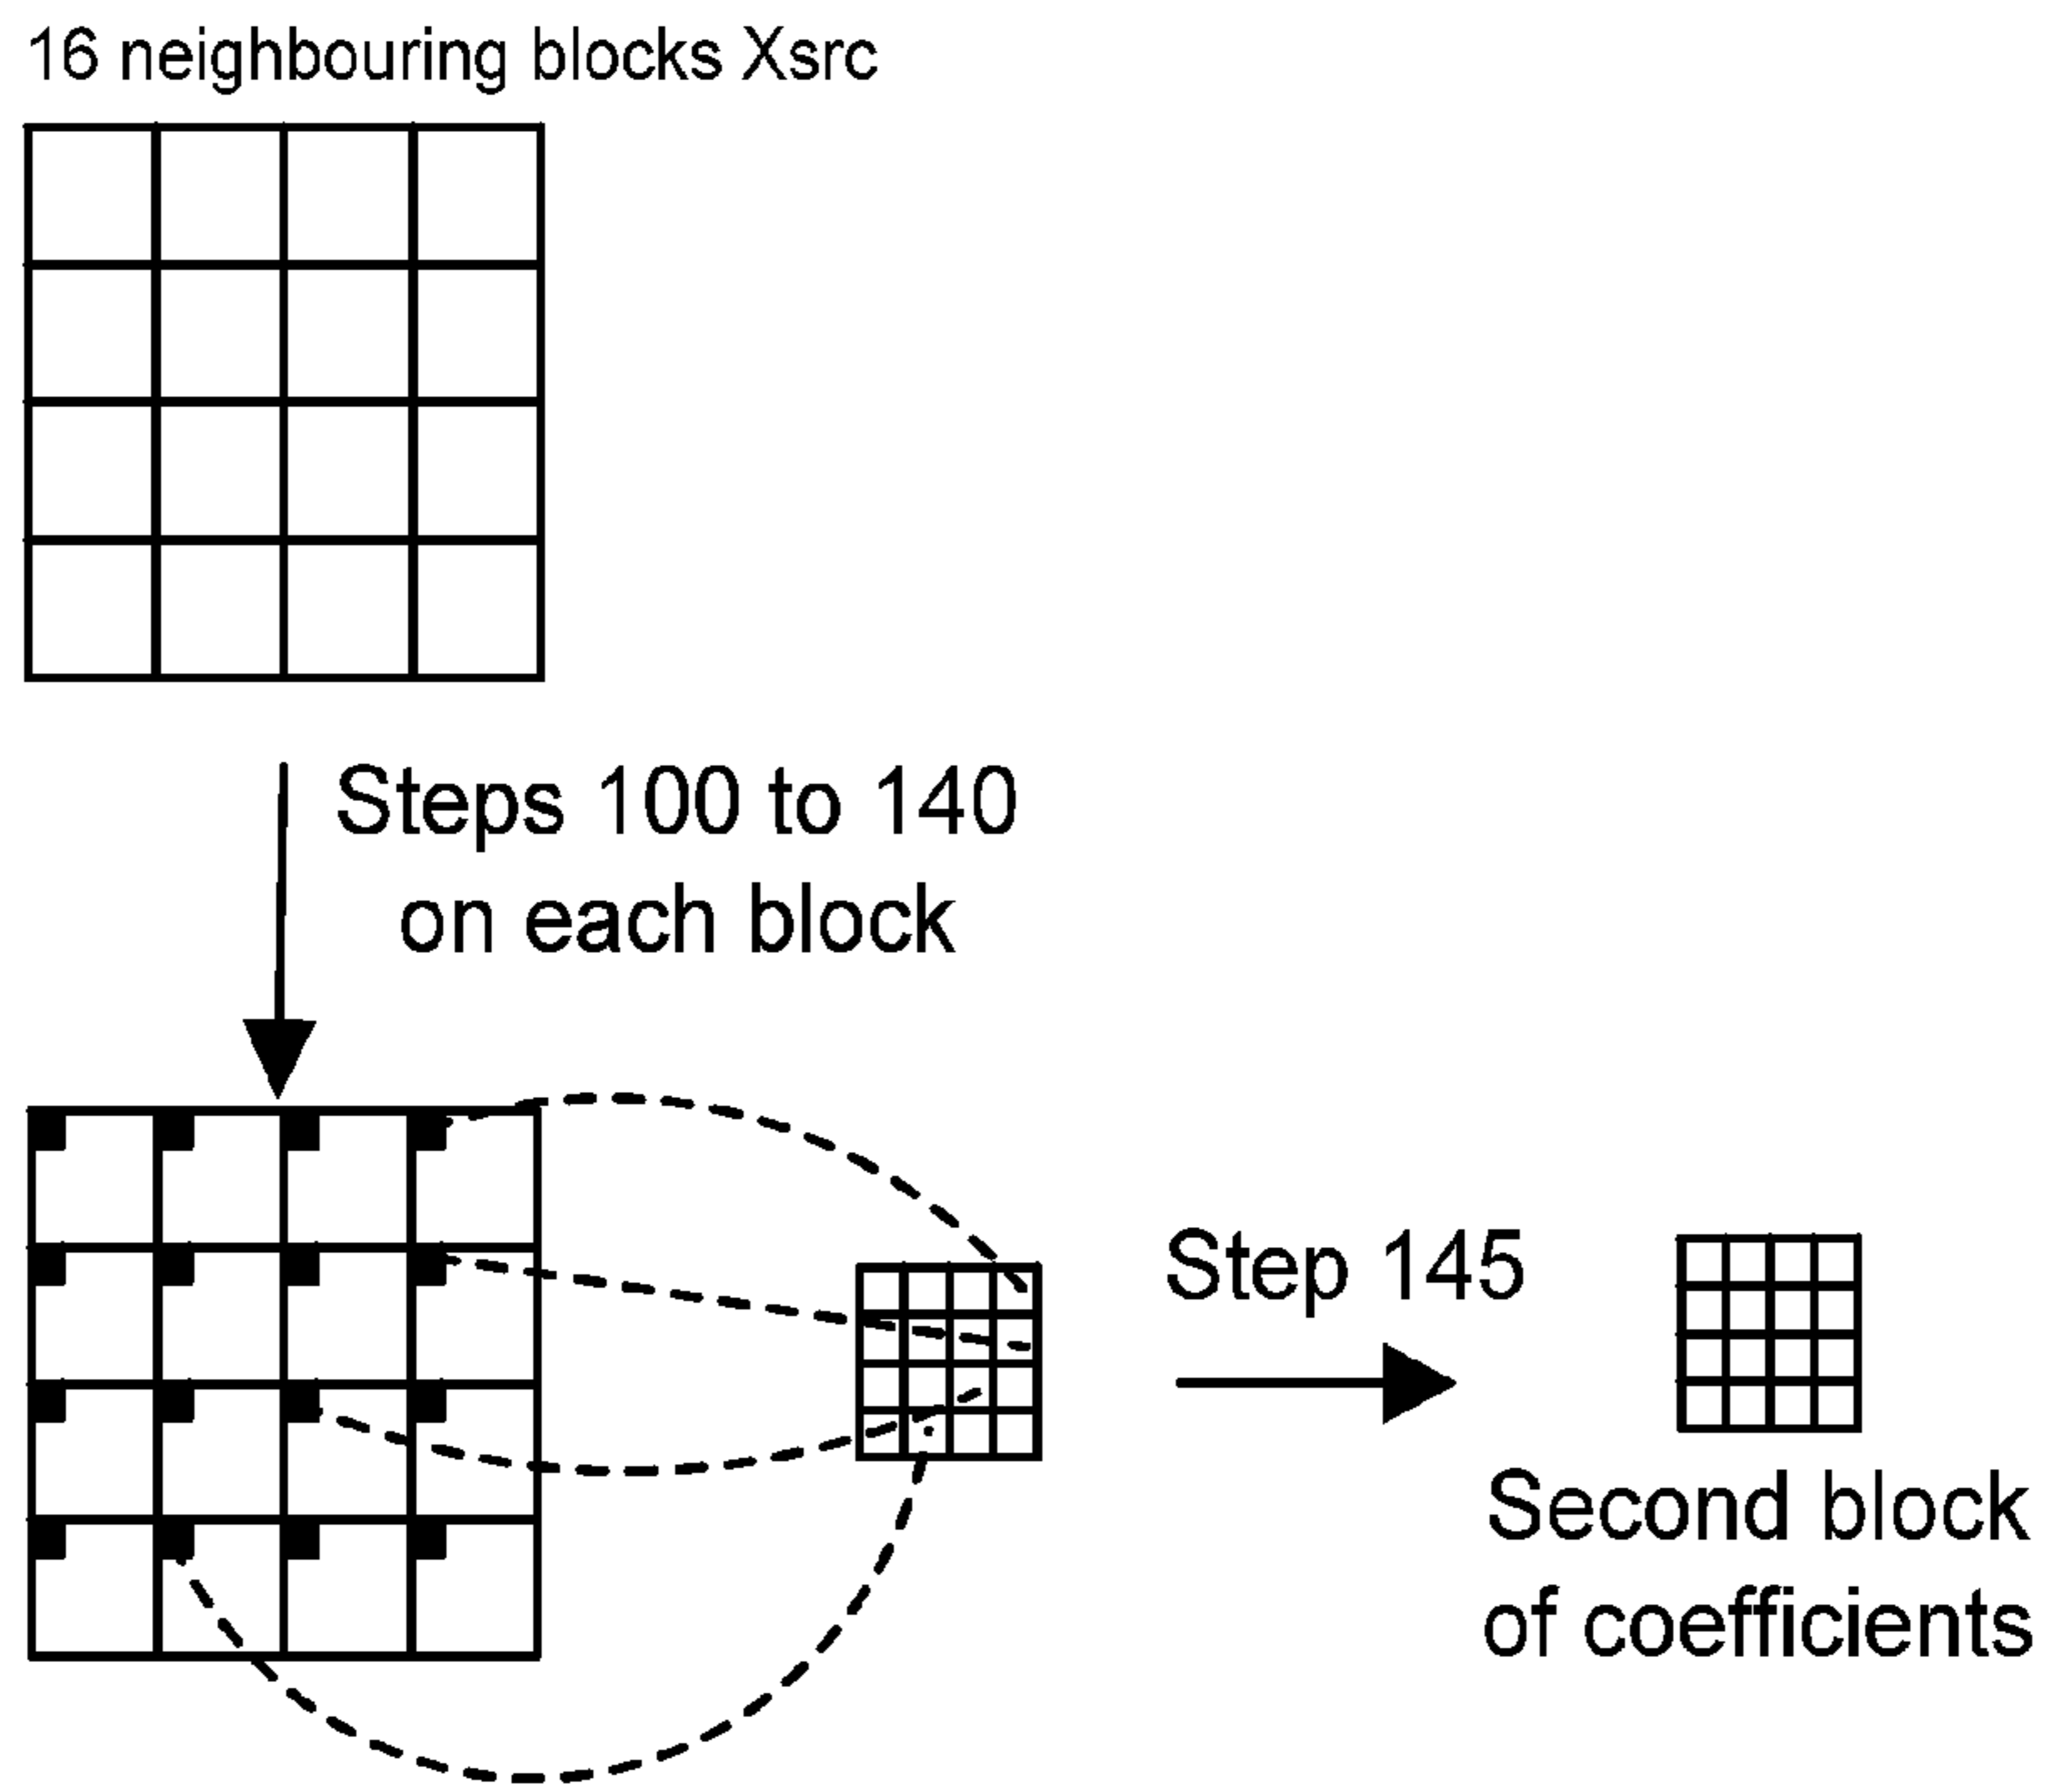 16 neighbouring blocks Xsrc
Steps 100 to 140
on each block
Step 145
Second block
of coefficients